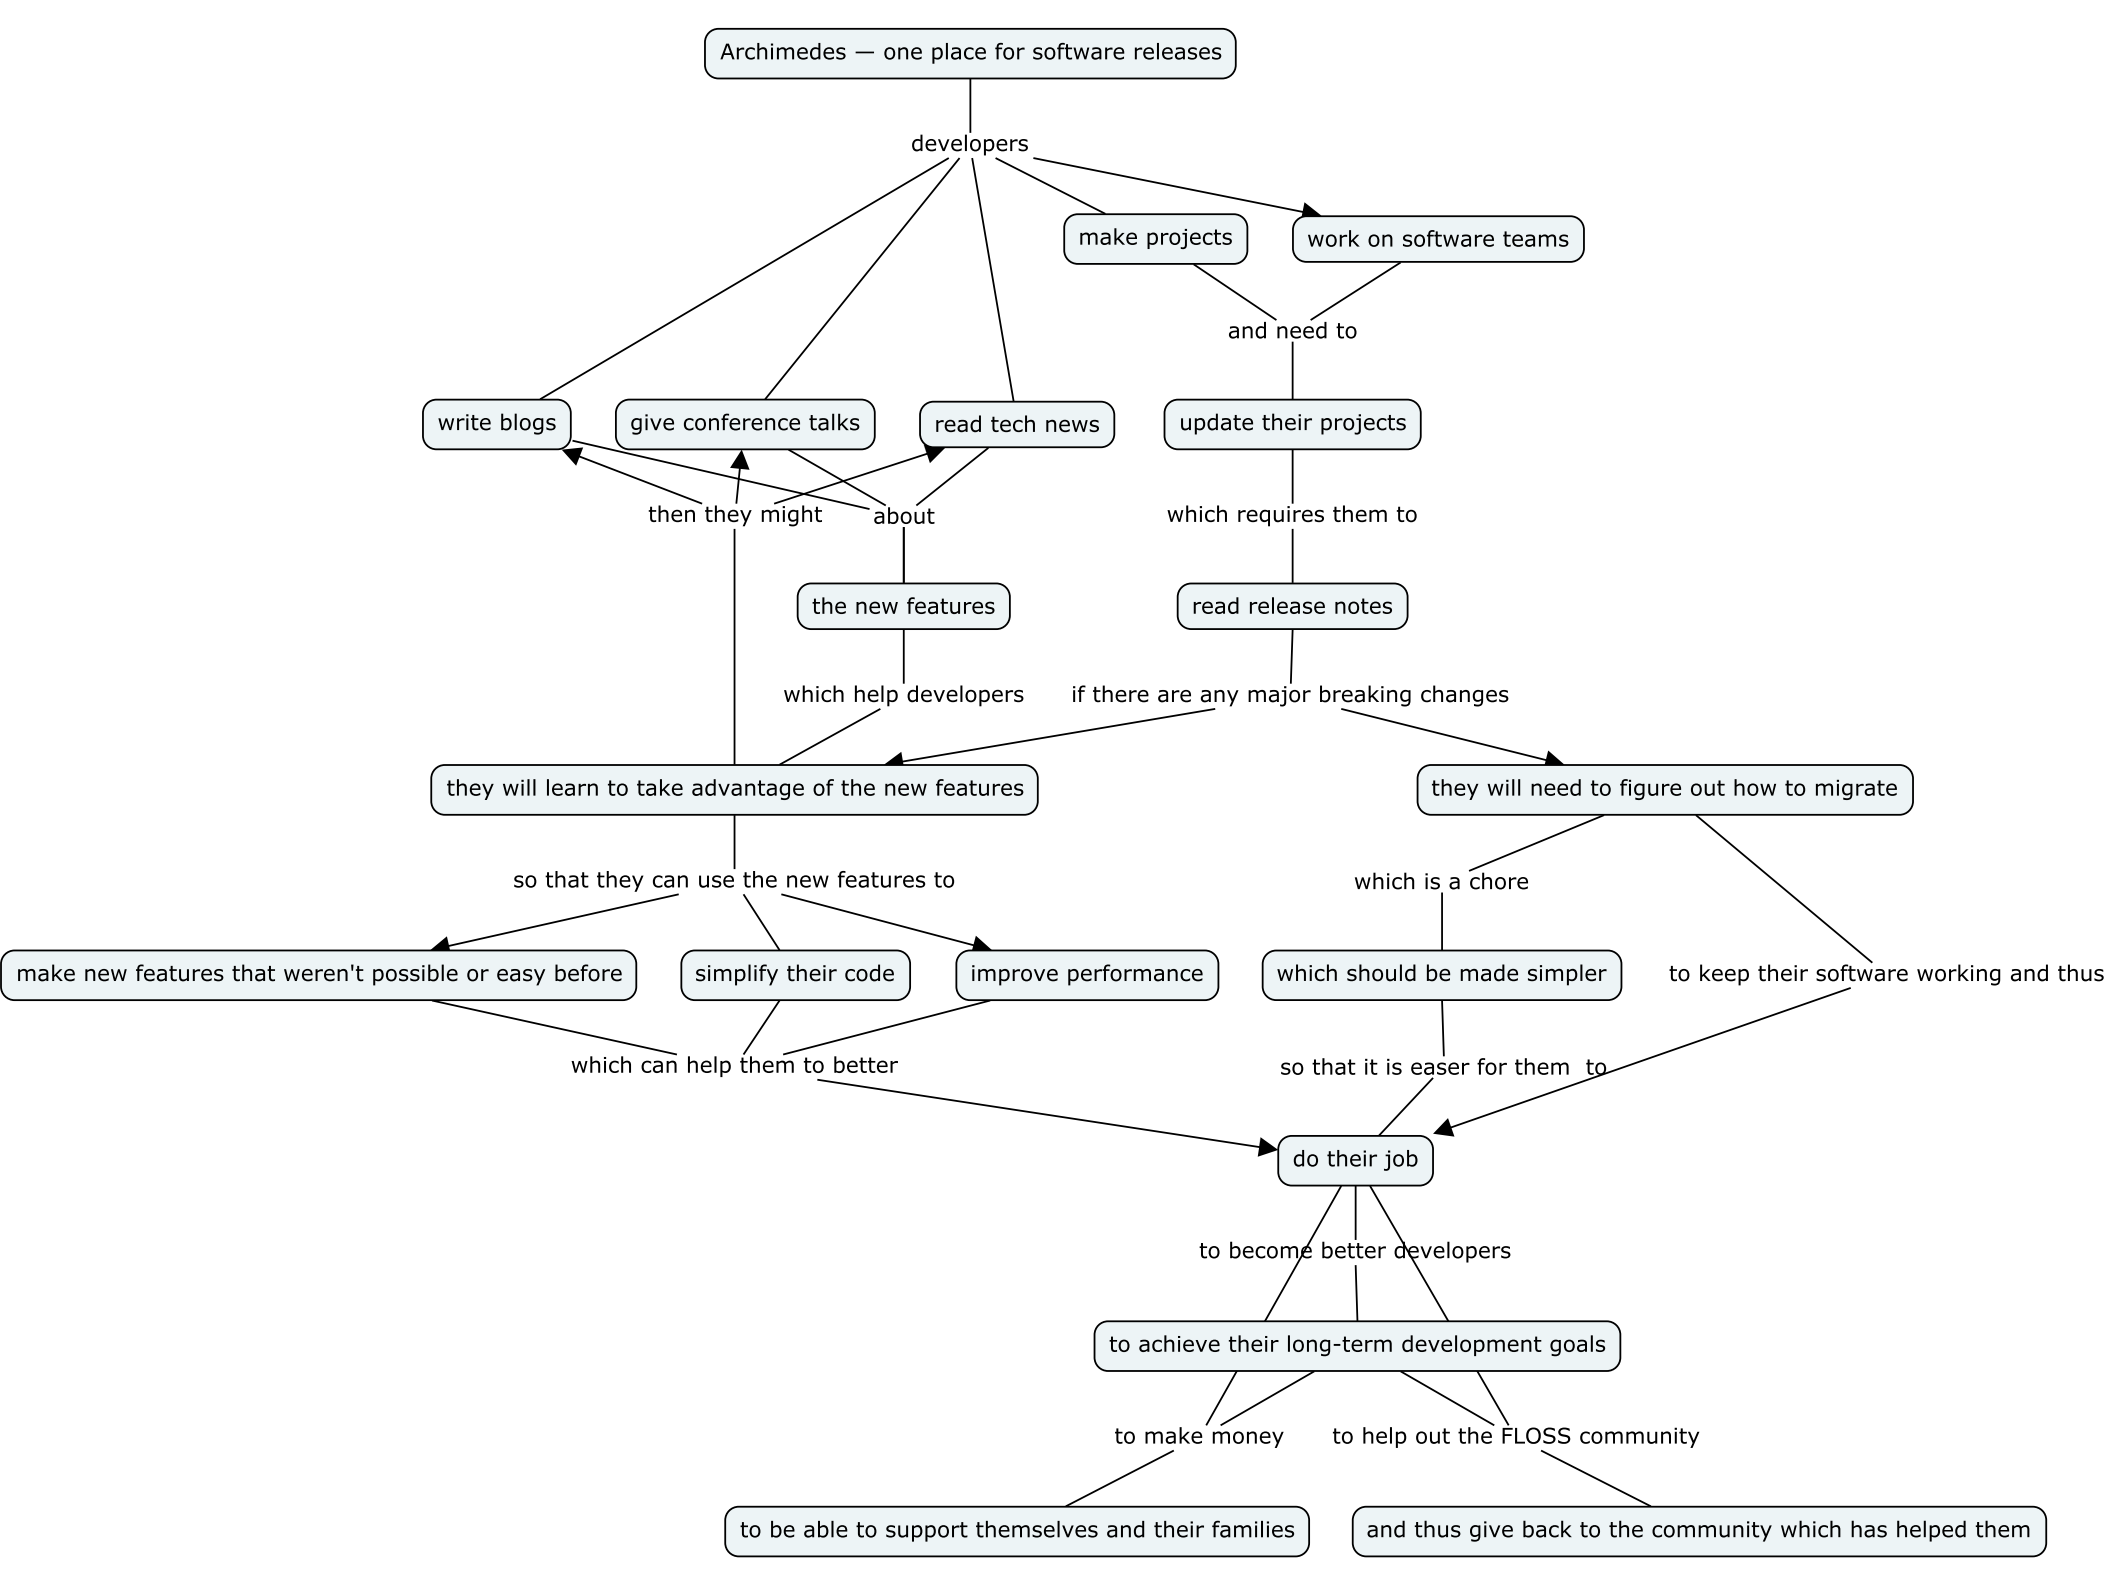 Archimedes — one place for software releases
developers
make projects
work on software teams
and need to
write blogs
give conference talks
read tech news
update their projects
then they might
about
which requires them to
the new features
read release notes
which help developers
if there are any major breaking changes
they will learn to take advantage of the new features
they will need to figure out how to migrate
so that they can use the new features to
which is a chore
make new features that weren't possible or easy before
simplify their code
improve performance
which should be made simpler
to keep their software working and thus
which can help them to better
so that it is easer for them  to
do their job
to become better developers
to achieve their long-term development goals
to make money
to help out the FLOSS community
to be able to support themselves and their families
and thus give back to the community which has helped them